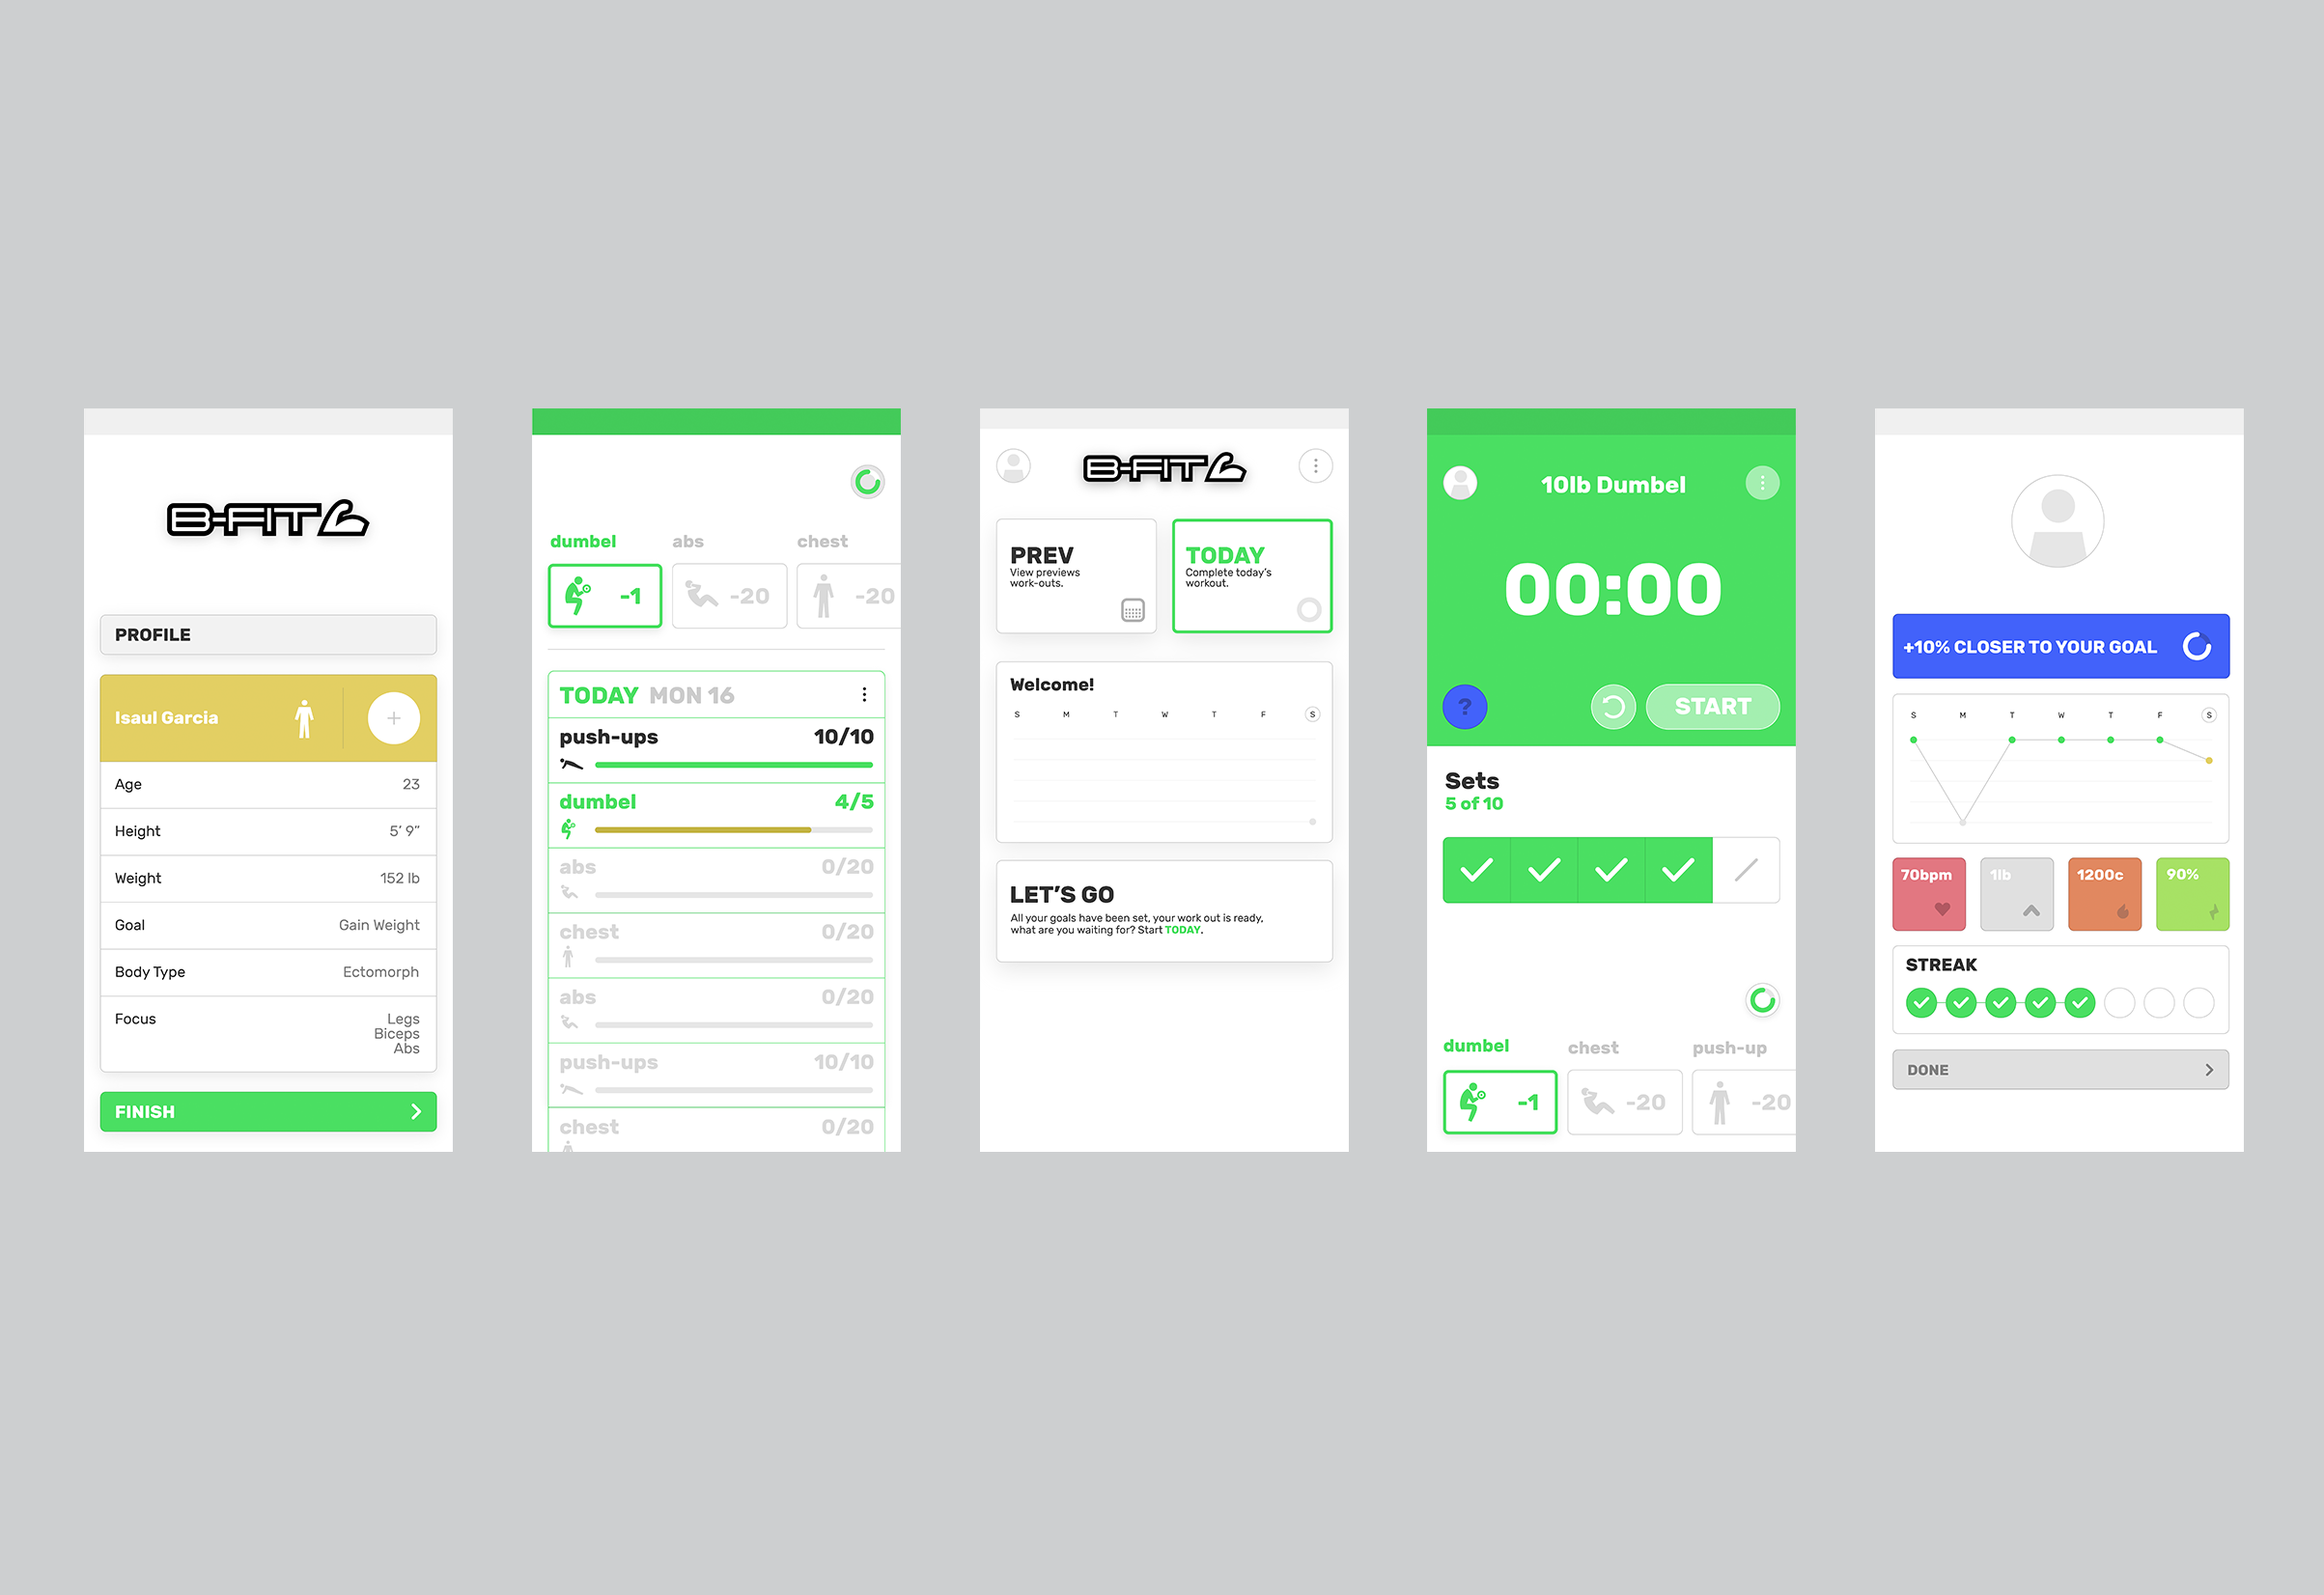 B-FIT
PROFILE
Isaul Garcia
+
Age 23
Height 5’ 9”
Weight 152 lb
Goal Gain Weight
Body Type Ectomorph
Focus Legs
Biceps
Abs
FINISH
dumbel abs chest
-1 -20 -20
TODAY MON 16
push-ups 10/10
dumbel 4/5
abs 0/20
chest 0/20
abs 0/20
push-ups 10/10
chest 0/20
B-FIT
PREV
View previews
work-outs.
TODAY
Complete today’s
workout.
Welcome!
S M T W T F S
LET’S GO
All your goals have been set, your work out is ready,
what are you waiting for? Start TODAY.
10lb Dumbel
00:00
? START
Sets
5 of 10
dumbel chest push-up
-1 -20 -20
+10% CLOSER TO YOUR GOAL
S M T W T F S
70bpm 1lb 1200c 90%
STREAK
DONE